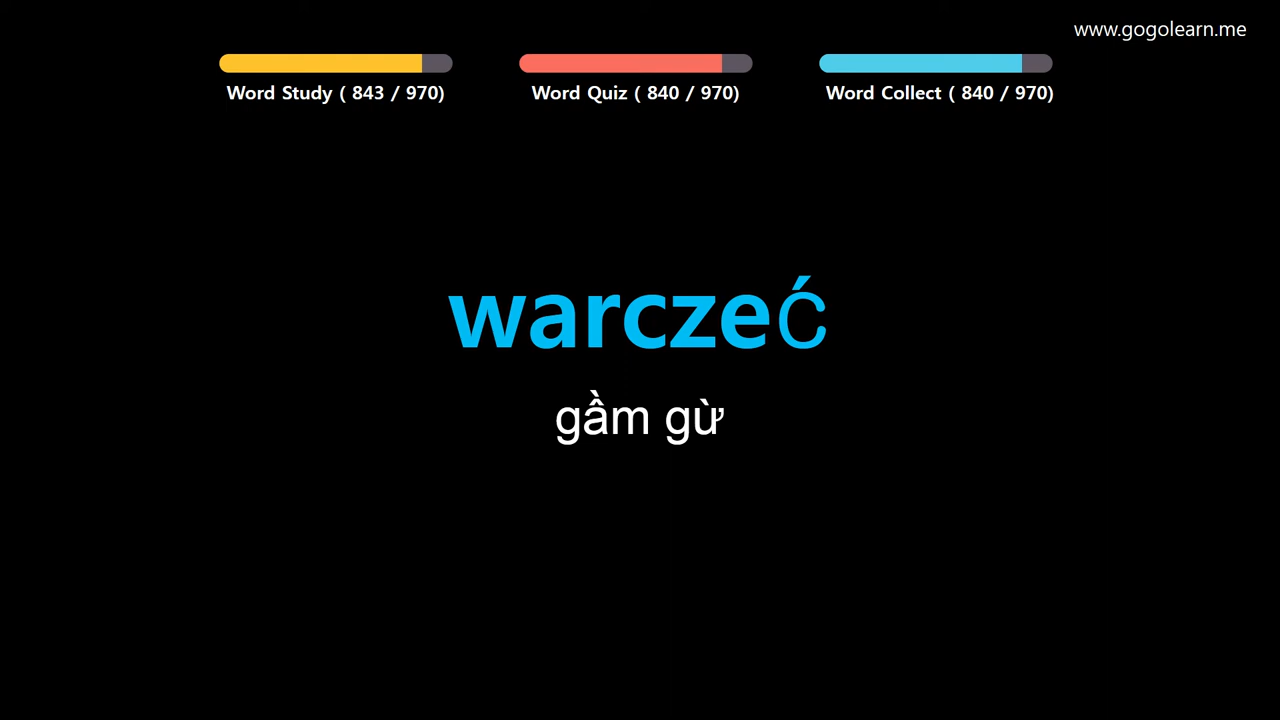 www.gogolearn.me
Word Study ( 843 / 970)
Word Quiz ( 840 / 970)
Word Collect ( 840 / 970)
warczeć
gầm gừ